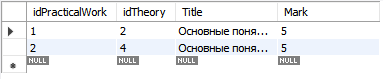 idPracticalWork idTheory Title Mark
1 2 Основные поня... 5
2 4 Основные поня... 5
NULL NULL NULL NULL